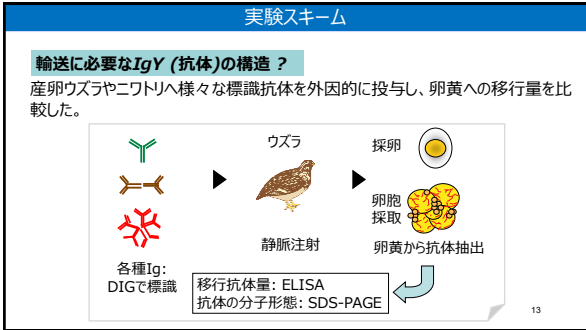 実験スキーム
輸送に必要なIgY (抗体)の構造 ?
産卵ウズラやニワトリへ様々な標識抗体を外因的に投与し、卵黄への移行量を比
較した。
ウズラ
採卵
卵胞
採取
静脈注射
卵黄から抗体抽出
各種Ig:
DIGで標識
移行抗体量: ELISA
抗体の分子形態: SDS-PAGE
13